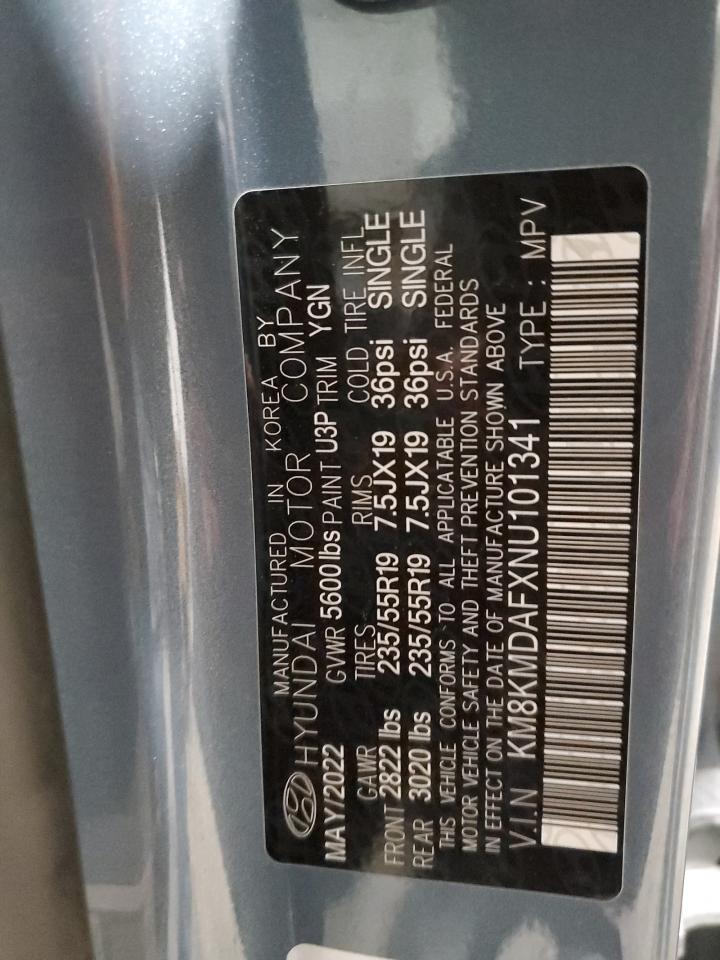 MANUFACTURED IN KOREA BY
HYUNDAI MOTOR COMPANY
MAY/2022 GVWR 5600lbs PAINT U3P TRIM YGN
GAWR TIRES RIMS COLD TIRE INFL
FRONT 2822 lbs 235/55R19 7.5JX19 36psi SINGLE
REAR 3020 lbs 235/55R19 7.5JX19 36psi SINGLE
THIS VEHICLE CONFORMS TO ALL APPLICATABLE U.S.A. FEDERAL
MOTOR VEHICLE SAFETY AND THEFT PREVENTION STANDARDS
IN EFFECT ON THE DATE OF MANUFACTURE SHOWN ABOVE
V.I.N KM8KMDAFXNU101341 TYPE : MPV